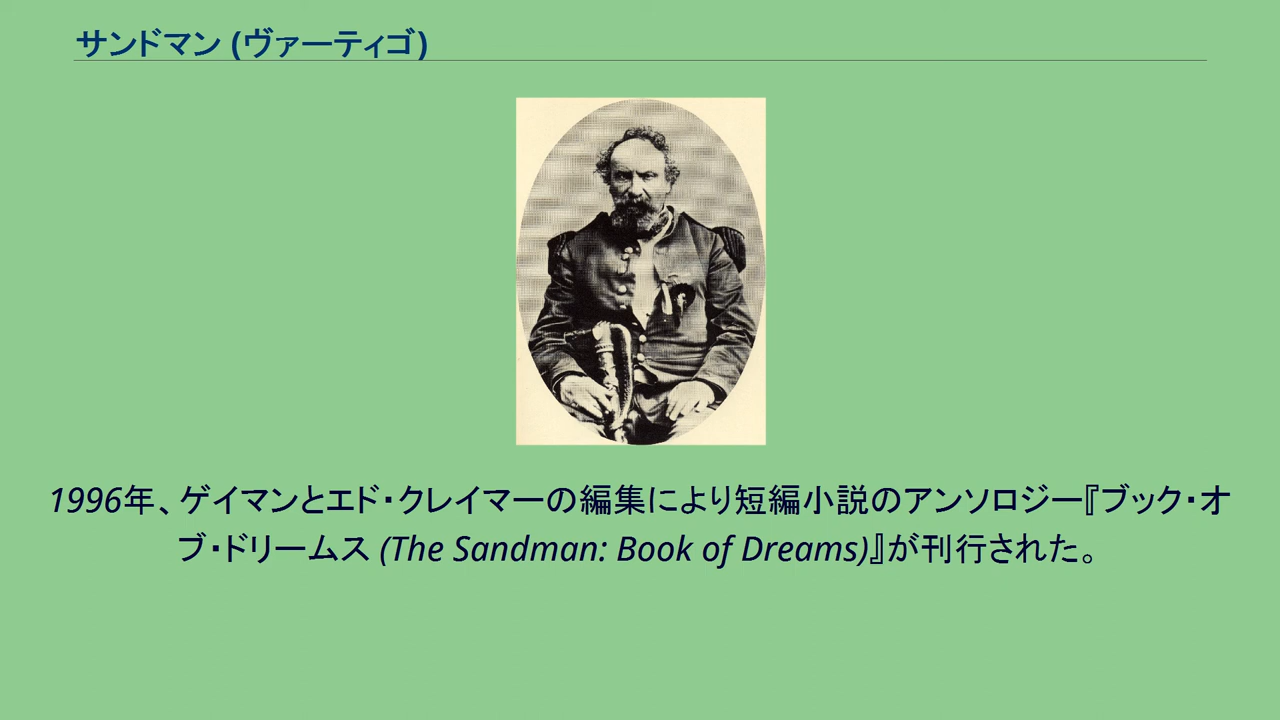 サンドマン (ヴァーティゴ)
1996年、ゲイマンとエド・クレイマーの編集により短編小説のアンソロジー『ブック・オ
ブ・ドリームス (The Sandman: Book of Dreams)』が刊行された。